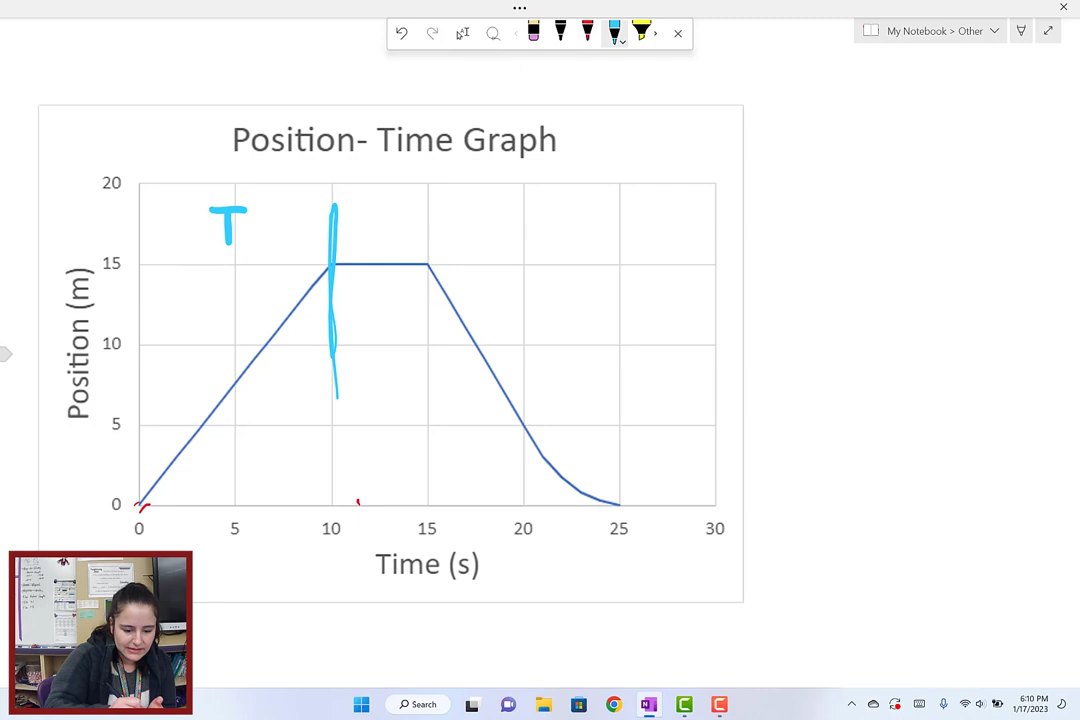 My Notebook > Other
Position- Time Graph
T
20
15
10
5
0
Position (m)
0 5 10 15 20 25 30
Time (s)
Search
6:10 PM
1/17/2023